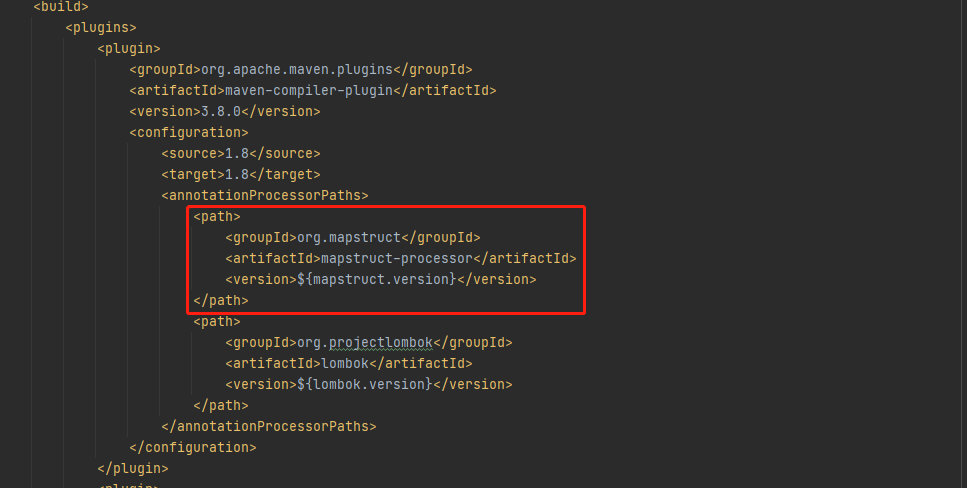 <build>
<plugins>
<plugin>
<groupId>org.apache.maven.plugins</groupId>
<artifactId>maven-compiler-plugin</artifactId>
<version>3.8.0</version>
<configuration>
<source>1.8</source>
<target>1.8</target>
<annotationProcessorPaths>
<path>
<groupId>org.mapstruct</groupId>
<artifactId>mapstruct-processor</artifactId>
<version>${mapstruct.version}</version>
</path>
<path>
<groupId>org.projectlombok</groupId>
<artifactId>lombok</artifactId>
<version>${lombok.version}</version>
</path>
</annotationProcessorPaths>
</configuration>
</plugin>
<plugin>